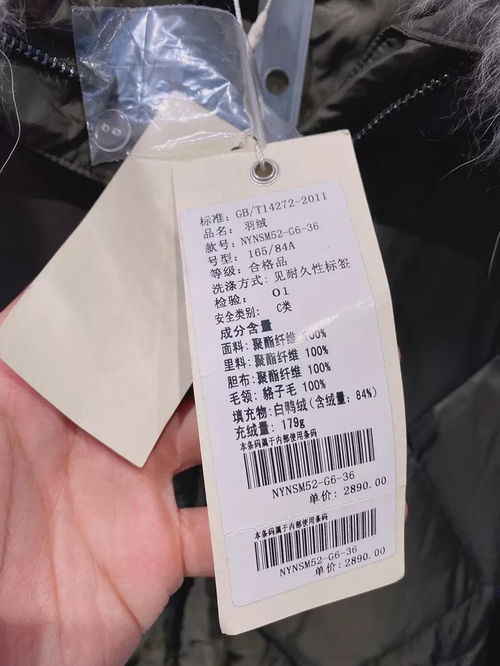 标准: GB/T14272-2011
品名: 羽绒
款号: NYNSM52-G6-36
号型: 165/84A
等级: 合格品
洗涤方式: 见耐久性标签
检验: 01
安全类别: C类
成分含量
面料: 聚酯纤维 100%
里料: 聚酯纤维 100%
胆布: 聚酯纤维 100%
毛领: 貉子毛 100%
填充物: 白鸭绒(含绒量: 84%)
充绒量: 179g
本条码属于内部使用条码
NYNSM52-G6-36
单价: 2890.00
本条码属于内部使用条码
NYNSM52-G6-36
单价: 2890.00